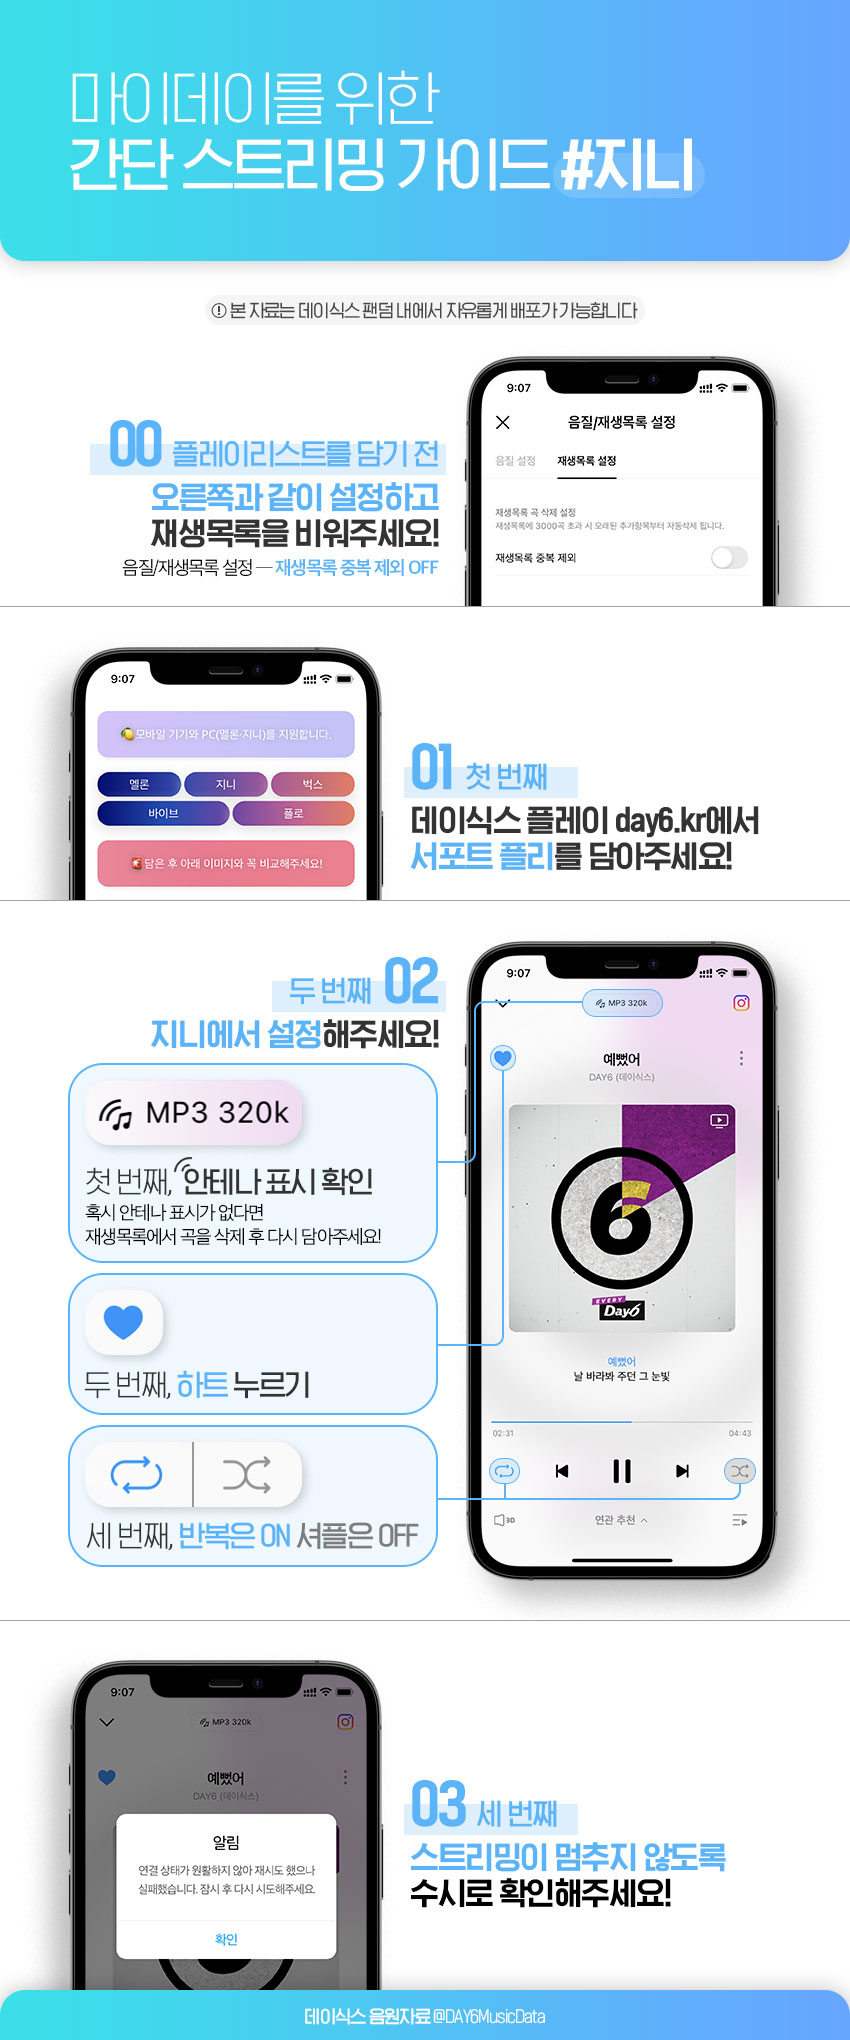 마이데이를 위한
간단 스트리밍 가이드 #지니
본 자료는 데이식스 팬덤 내에서 자유롭게 배포가 가능합니다
00 플레이리스트를 담기 전
오른쪽과 같이 설정하고
재생목록을 비워주세요!
음질/재생목록 설정 — 재생목록 중복 제외 OFF
9:07
음질/재생목록 설정
음질 설정 재생목록 설정
재생목록 곡 삭제 설정
재생목록에 3000곡 초과 시 오래된 추가항목부터 자동삭제 됩니다.
재생목록 중복 제외
9:07
모바일 기기와 PC(멜론·지니)를 지원합니다.
멜론 지니 벅스
바이브 플로
담은 후 아래 이미지와 꼭 비교해주세요!
01 첫 번째
데이식스 플레이 day6.kr에서
서포트 플리를 담아주세요!
두 번째 02
지니에서 설정해주세요!
MP3 320k
첫 번째, 안테나 표시 확인
혹시 안테나 표시가 없다면
재생목록에서 곡을 삭제 후 다시 담아주세요!
두 번째, 하트 누르기
세 번째, 반복은 ON 셔플은 OFF
9:07
MP3 320k
예뻤어
DAY6 (데이식스)
6
EVERY
Day6
예뻤어
날 바라봐 주던 그 눈빛
02:31 04:43
3D 연관 추천
9:07
MP3 320k
예뻤어
DAY6 (데이식스)
알림
연결 상태가 원활하지 않아 재시도 했으나
실패했습니다. 잠시 후 다시 시도해주세요.
확인
03 세 번째
스트리밍이 멈추지 않도록
수시로 확인해주세요!
데이식스 음원자료 @DAY6MusicData